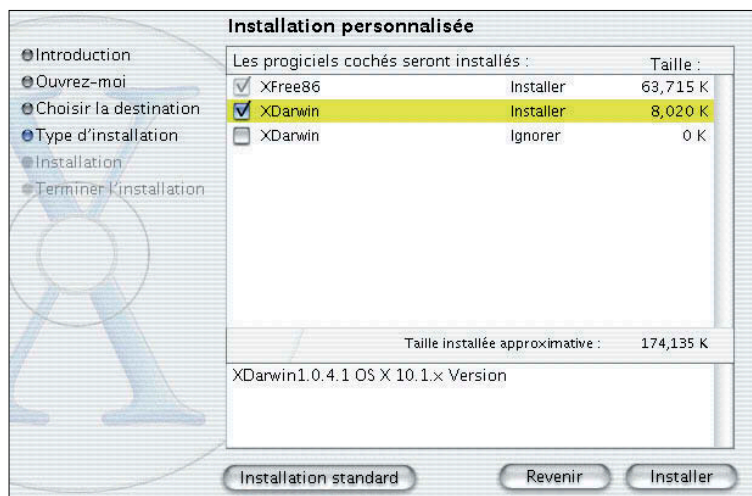 Installation personnalisée
Introduction
Ouvrez-moi
Choisir la destination
Type d'installation
Installation
Terminer l'installation
Les progiciels cochés seront installés : Taille :
XFree86 Installer 63,715 K
XDarwin Installer 8,020 K
XDarwin Ignorer 0 K
Taille installée approximative : 174,135 K
XDarwin1.0.4.1 OS X 10.1.x Version
Installation standard Revenir Installer